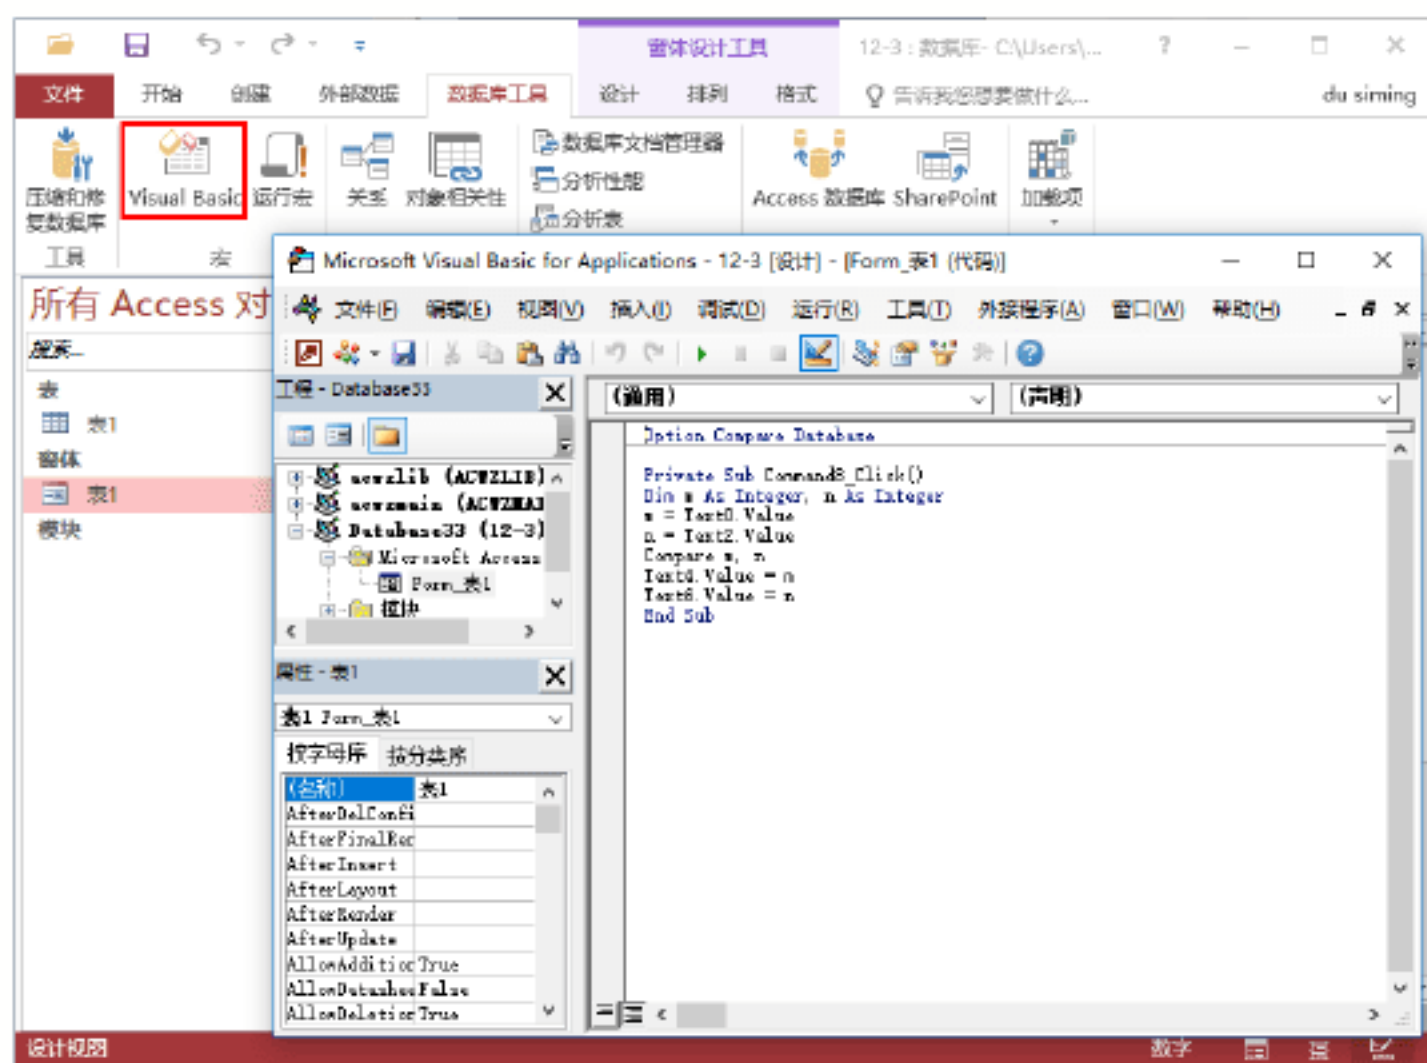 窗体设计工具
12-3 : 数据库- C:\Users\...
?
文件 开始 创建 外部数据 数据库工具 设计 排列 格式 告诉我您想要做什么... du siming
压缩和修复数据库
Visual Basic 运行宏 关系 对象相关性
数据库文档管理器
分析性能
分析表
Access 数据库 SharePoint 加载项
工具 宏
Microsoft Visual Basic for Applications - 12-3 [设计] - [Form_表1 (代码)]
文件(F) 编辑(E) 视图(V) 插入(I) 调试(D) 运行(R) 工具(T) 外接程序(A) 窗口(W) 帮助(H)
所有 Access 对
搜索...
表
表1
窗体
表1
模块
工程 - Database33
acwzlib (ACWZLIB)
acwzmain (ACWZMAI
Database33 (12-3)
Microsoft Access
Form_表1
模块
属性 - 表1
表1 Form_表1
按字母序 按分类序
(名称) 表1
AfterDelConfi
AfterFinalRer
AfterInsert
AfterLayout
AfterRender
AfterUpdate
AllowAddition True
AllowDatashee False
AllowDeletion True
(通用) (声明)
Option Compare Database
Private Sub Command8_Click()
Dim m As Integer, n As Integer
m = Text0.Value
n = Text2.Value
Compare m, n
Text4.Value = m
Text6.Value = n
End Sub
设计视图 数字